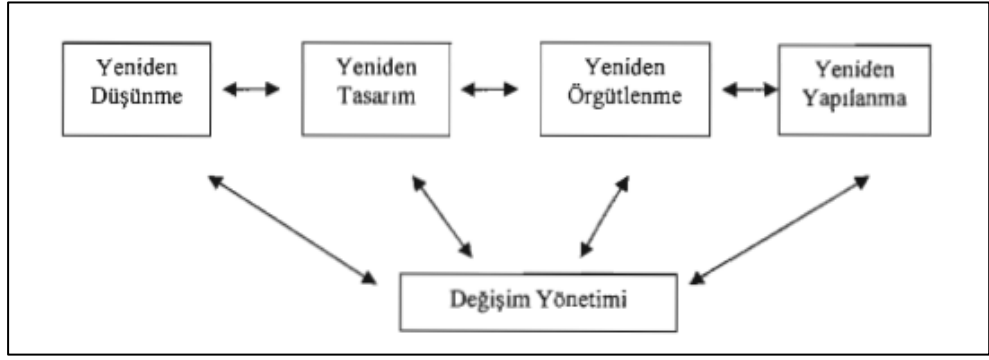 Yeniden
Düşünme
Yeniden
Tasarım
Yeniden
Örgütlenme
Yeniden
Yapılanma
Değişim Yönetimi